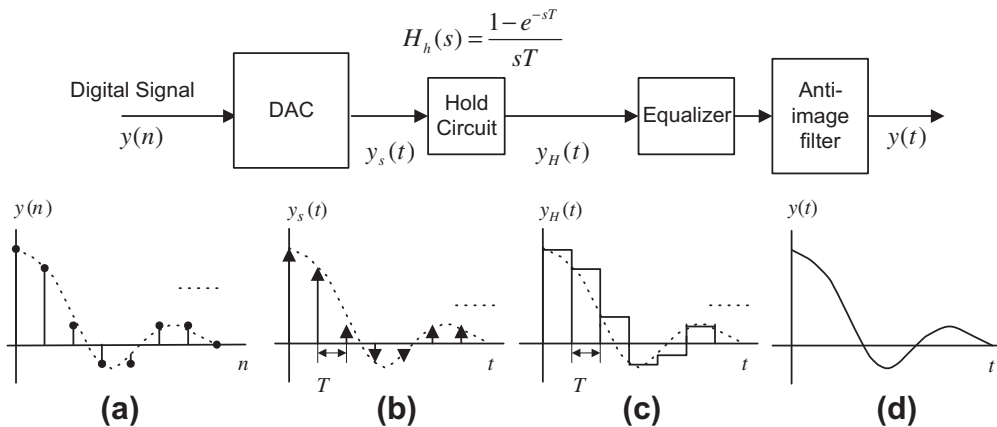 H_h(s) = (1 − e^{−sT}) / sT
Digital Signal
y(n)
DAC
y_s(t)
Hold
Circuit
y_H(t)
Equalizer
Anti-
image
filter
y(t)
y(n)
n
(a)
y_s(t)
T
t
(b)
y_H(t)
T
t
(c)
y(t)
t
(d)